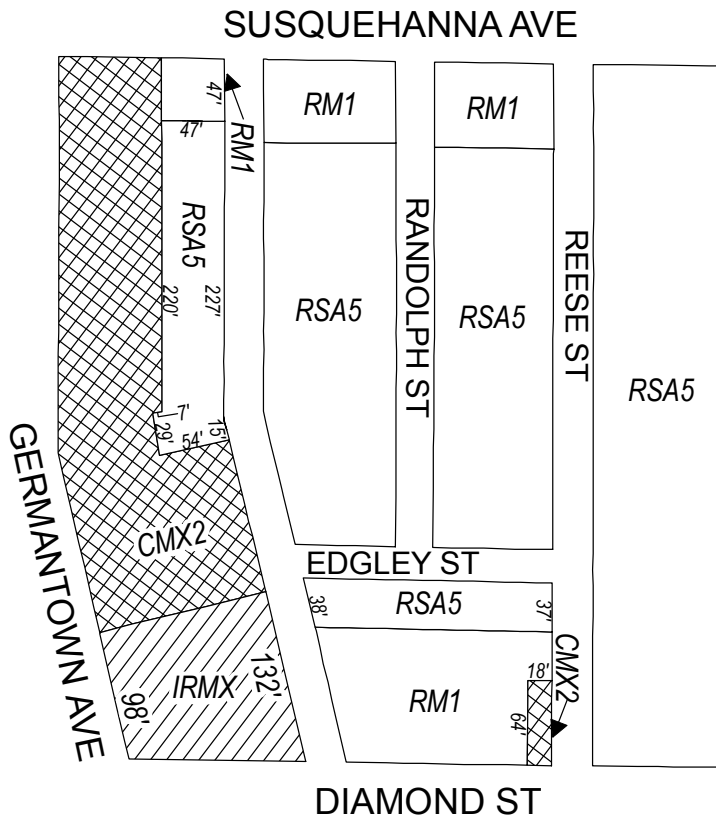 SUSQUEHANNA AVE
47'
47'
RM1
RM1
RM1
RSA5
220'
227'
RSA5
RANDOLPH ST
RSA5
REESE ST
RSA5
7'
29'
54'
15'
GERMANTOWN AVE
CMX2
EDGLEY ST
38'
RSA5
37'
IRMX
98'
132'
RM1
18'
64'
CMX2
DIAMOND ST